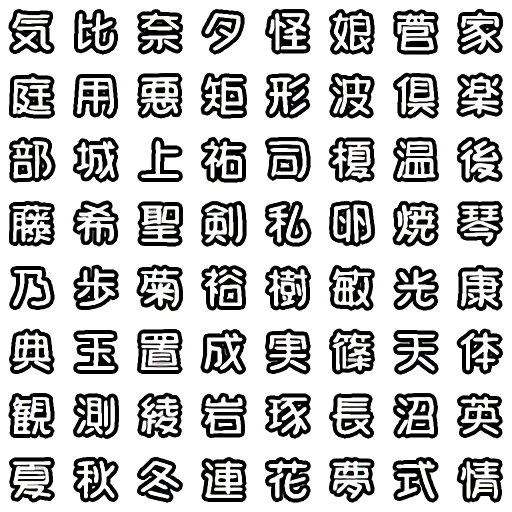 気比奈夕怪娘菅家
庭用悪矩形波倶楽
部城上祐司榎温後
藤希聖剣私卵焼琴
乃歩菊裕樹敏光康
典玉置成実篠天体
観測綾岩琢長沼英
夏秋冬連花夢式情